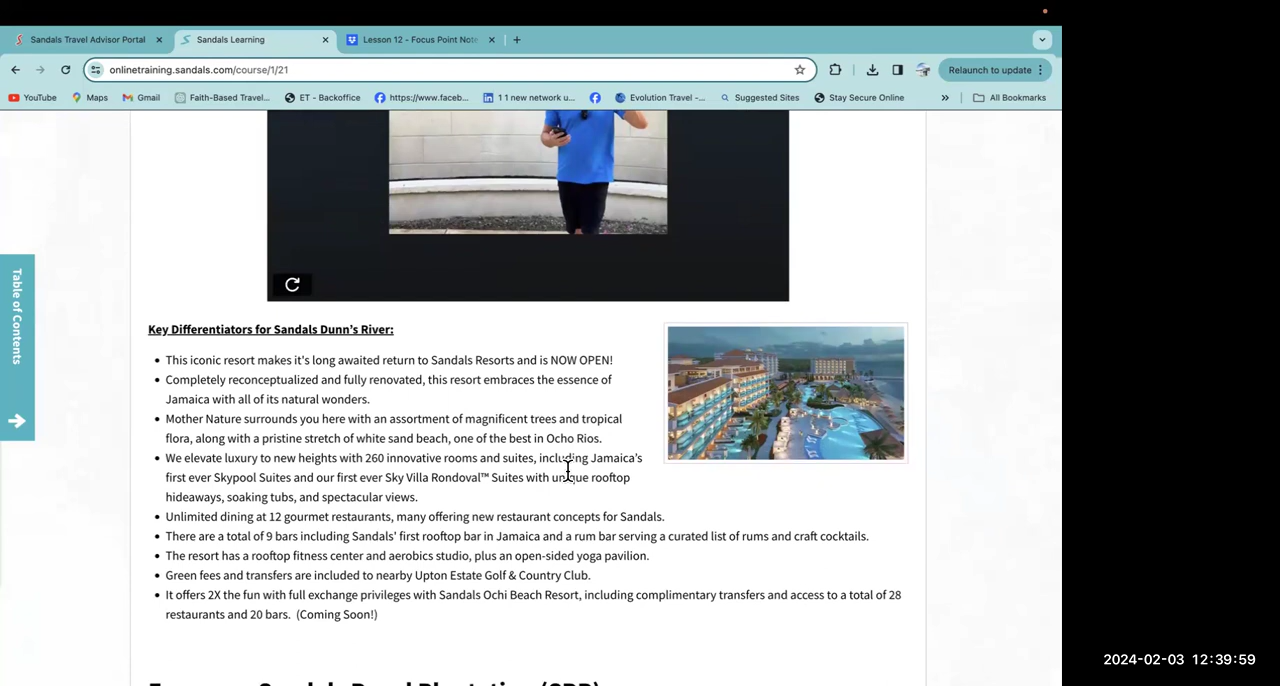 Sandals Travel Advisor Portal
Sandals Learning
Lesson 12 - Focus Point Note
onlinetraining.sandals.com/course/1/21
Relaunch to update
YouTube
Maps
Gmail
Faith-Based Travel...
ET - Backoffice
https://www.faceb...
1 1 new network u...
Evolution Travel -...
Suggested Sites
Stay Secure Online
All Bookmarks
Table of Contents
Key Differentiators for Sandals Dunn's River:
This iconic resort makes it's long awaited return to Sandals Resorts and is NOW OPEN!
Completely reconceptualized and fully renovated, this resort embraces the essence of
Jamaica with all of its natural wonders.
Mother Nature surrounds you here with an assortment of magnificent trees and tropical
flora, along with a pristine stretch of white sand beach, one of the best in Ocho Rios.
We elevate luxury to new heights with 260 innovative rooms and suites, including Jamaica's
first ever Skypool Suites and our first ever Sky Villa Rondoval™ Suites with unique rooftop
hideaways, soaking tubs, and spectacular views.
Unlimited dining at 12 gourmet restaurants, many offering new restaurant concepts for Sandals.
There are a total of 9 bars including Sandals' first rooftop bar in Jamaica and a rum bar serving a curated list of rums and craft cocktails.
The resort has a rooftop fitness center and aerobics studio, plus an open-sided yoga pavilion.
Green fees and transfers are included to nearby Upton Estate Golf & Country Club.
It offers 2X the fun with full exchange privileges with Sandals Ochi Beach Resort, including complimentary transfers and access to a total of 28
restaurants and 20 bars. (Coming Soon!)
2024-02-03 12:39:59